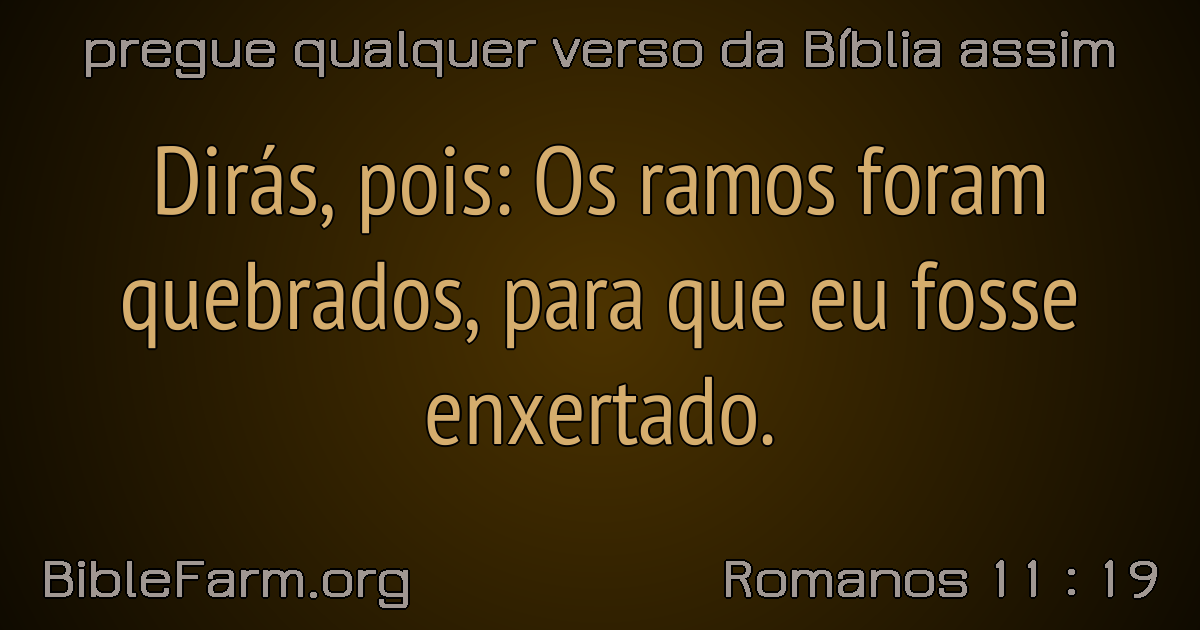 pregue qualquer verso da Bíblia assim
Dirás, pois: Os ramos foram
quebrados, para que eu fosse
enxertado.
BibleFarm.org
Romanos 11 : 19